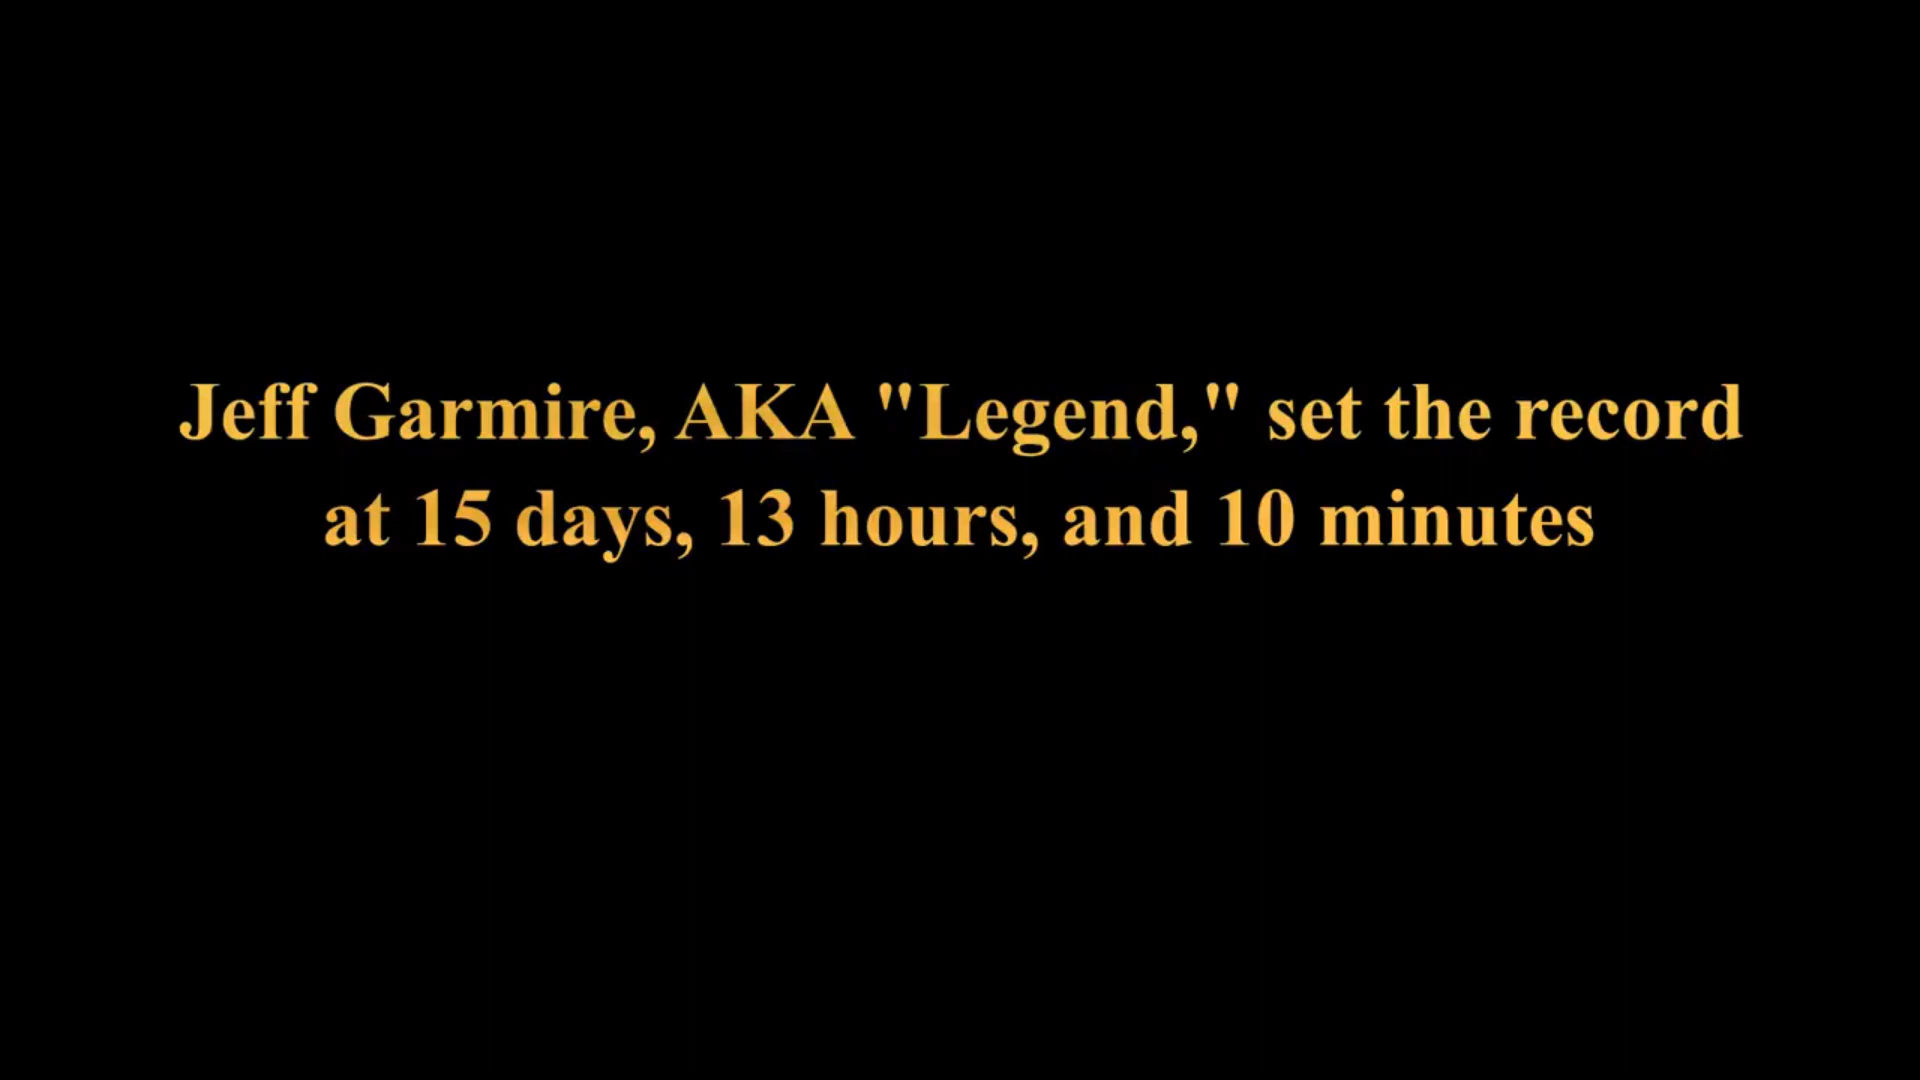 Jeff Garmire, AKA "Legend," set the record
at 15 days, 13 hours, and 10 minutes